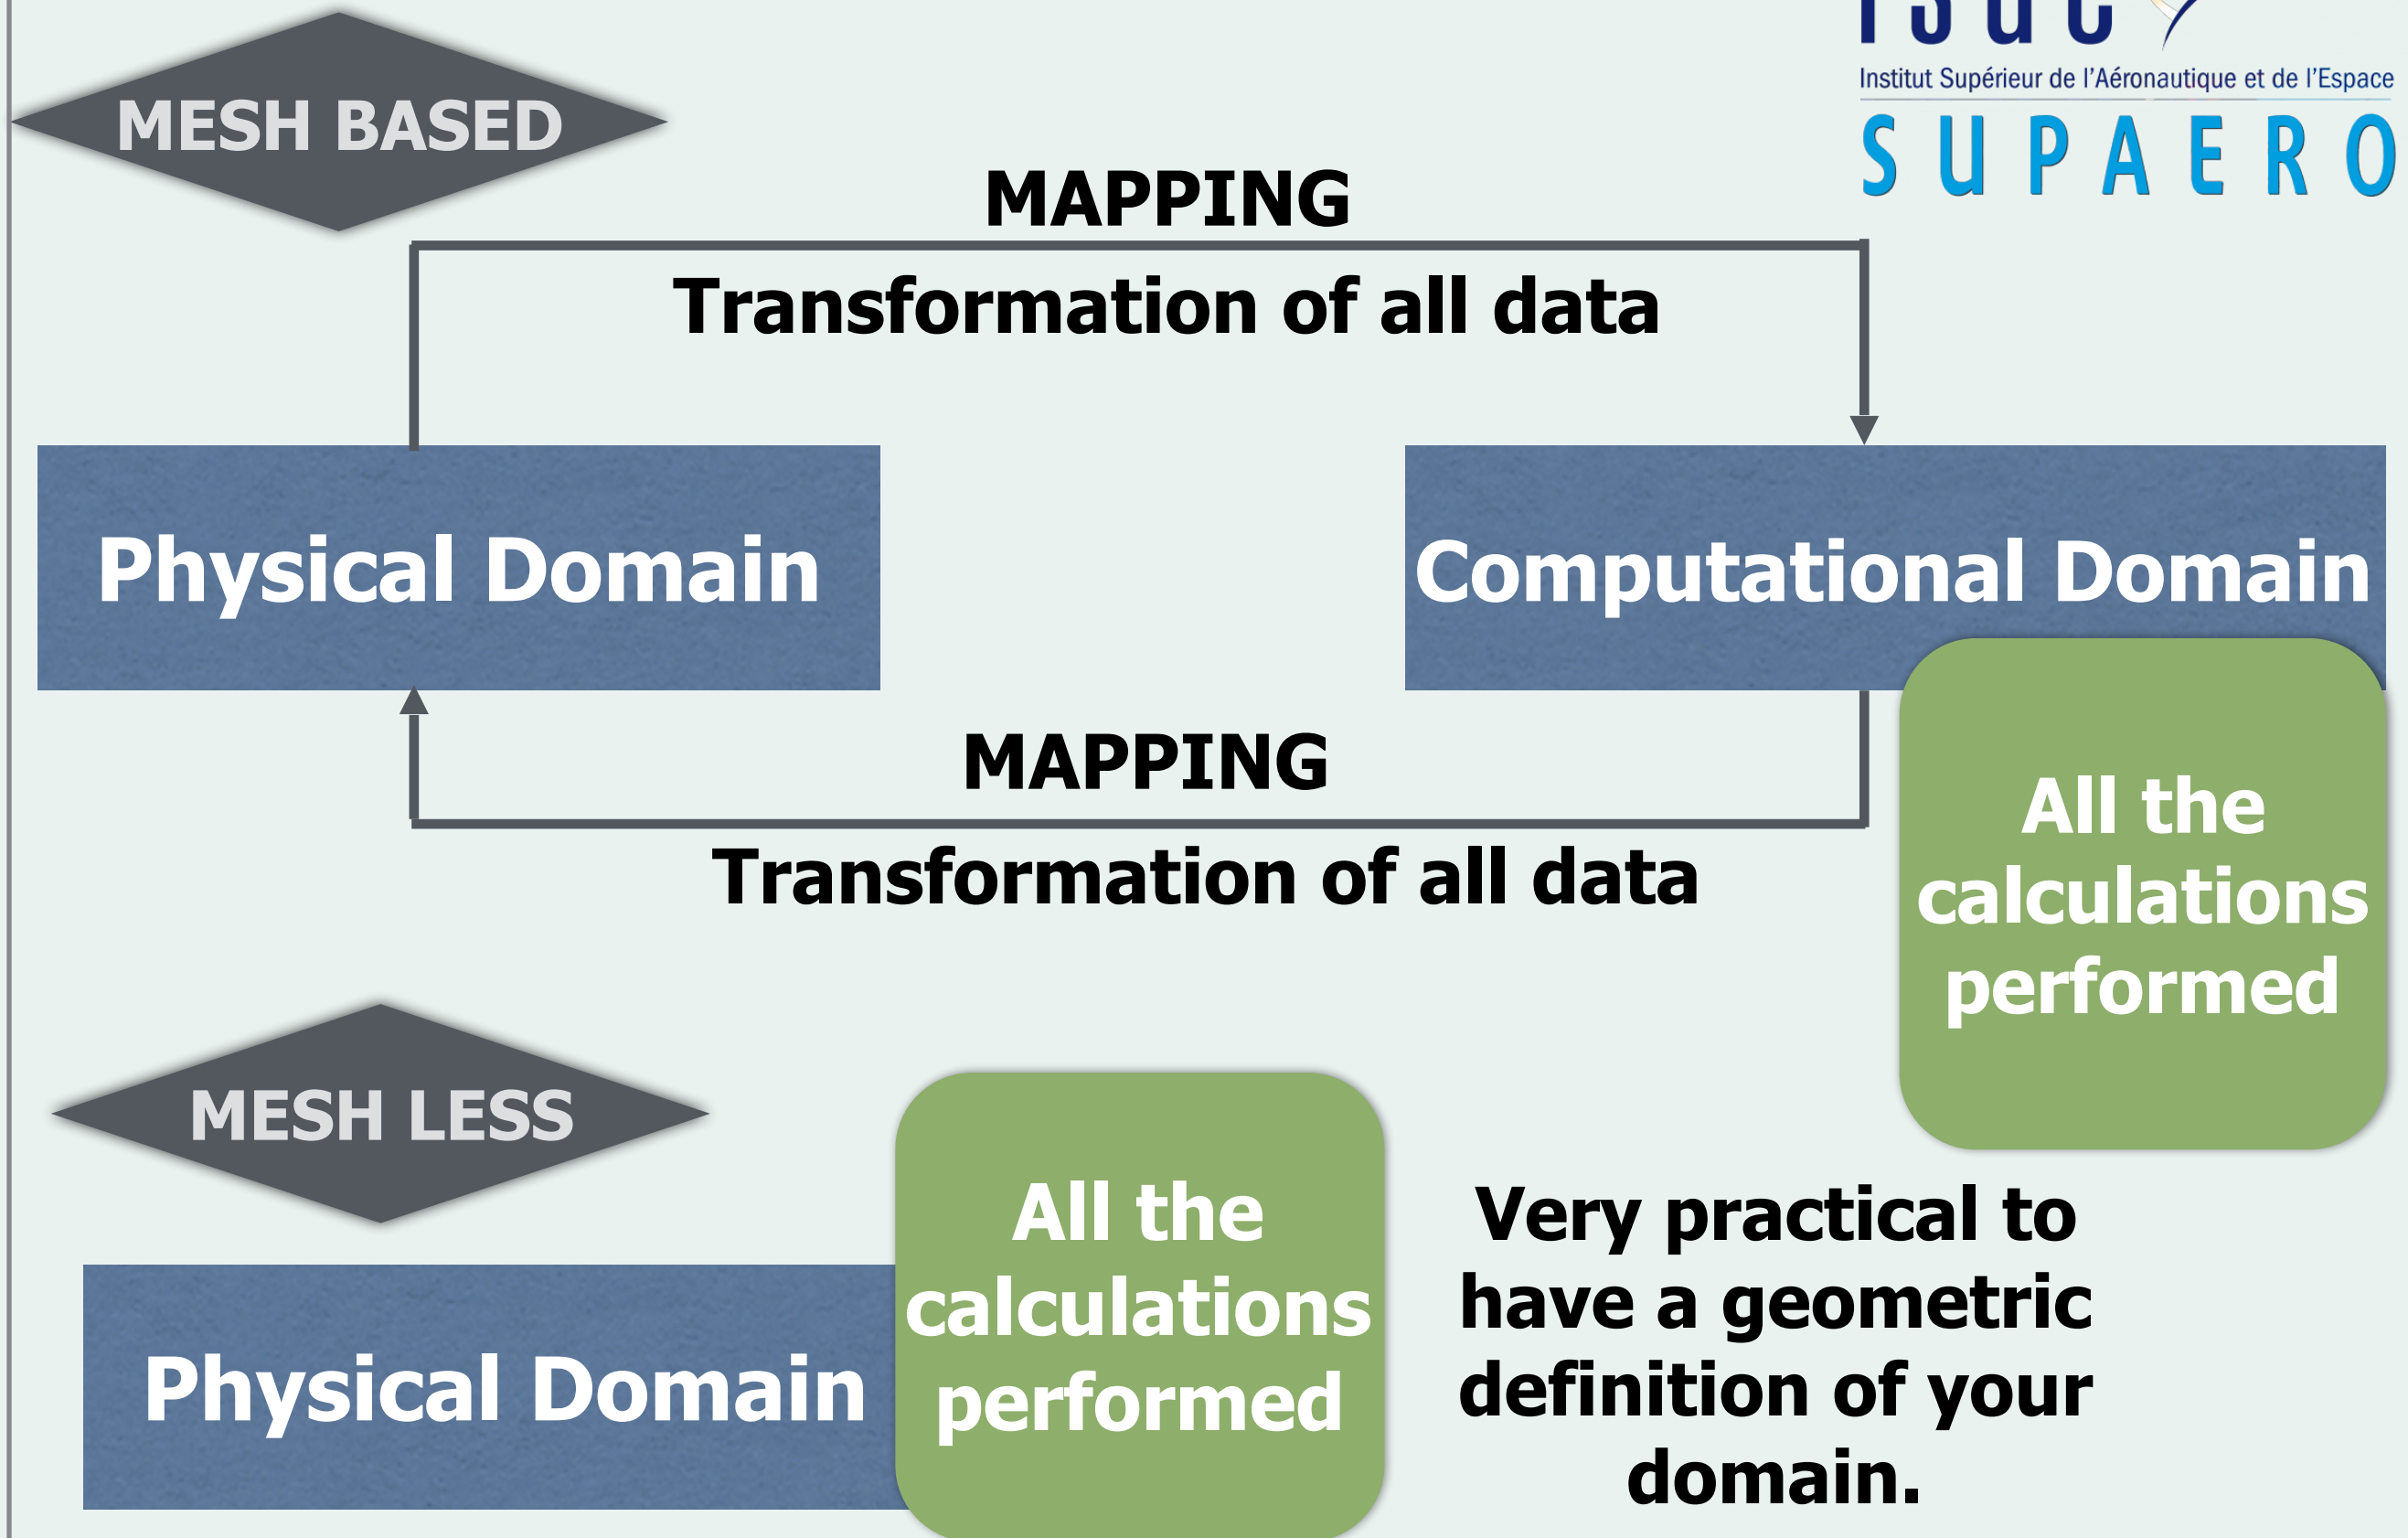 isae
Institut Supérieur de l'Aéronautique et de l'Espace
SUPAERO
MESH BASED
MAPPING
Transformation of all data
Physical Domain
Computational Domain
MAPPING
Transformation of all data
All the
calculations
performed
MESH LESS
Physical Domain
All the
calculations
performed
Very practical to
have a geometric
definition of your
domain.